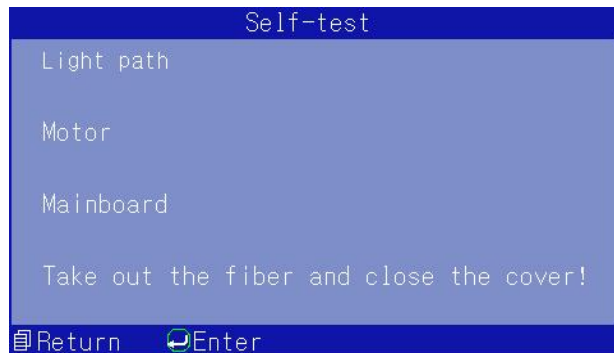 Self-test
Light path
Motor
Mainboard
Take out the fiber and close the cover!
Return Enter